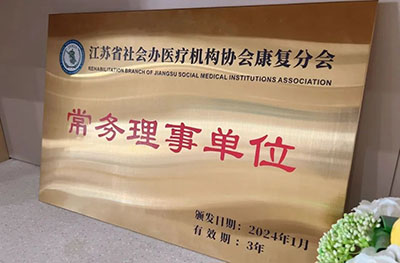 江苏省社会办医疗机构协会康复分会
REHABILITATION BRANCH OF JIANGSU SOCIAL MEDICAL INSTITUTIONS ASSOCIATION
常务理事单位
颁发日期：2024年1月
有效期：3年